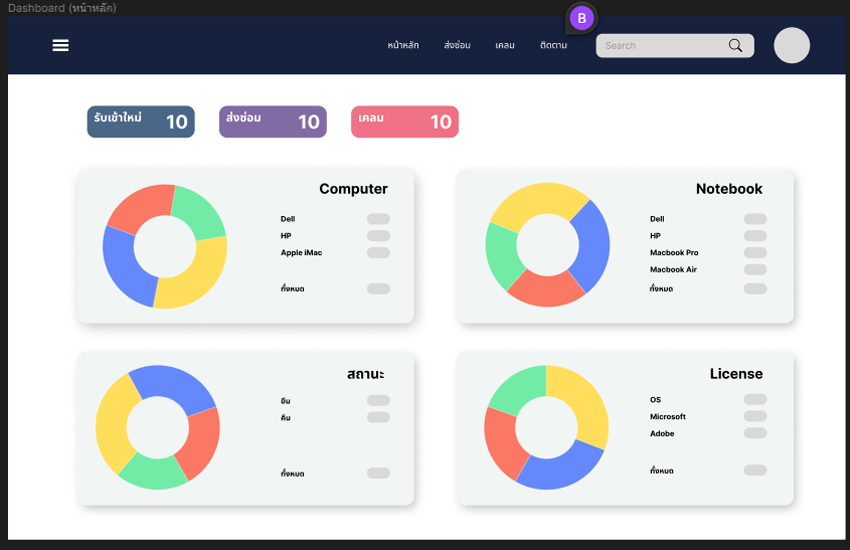 Dashboard (หน้าหลัก)
B
หน้าหลัก ส่งซ่อม เคลม ติดตาม Search
รับเข้าใหม่ 10 ส่งซ่อม 10 เคลม 10
Computer
Dell
HP
Apple iMac
ทั้งหมด
Notebook
Dell
HP
Macbook Pro
Macbook Air
ทั้งหมด
สถานะ
ยืม
คืน
ทั้งหมด
License
OS
Microsoft
Adobe
ทั้งหมด